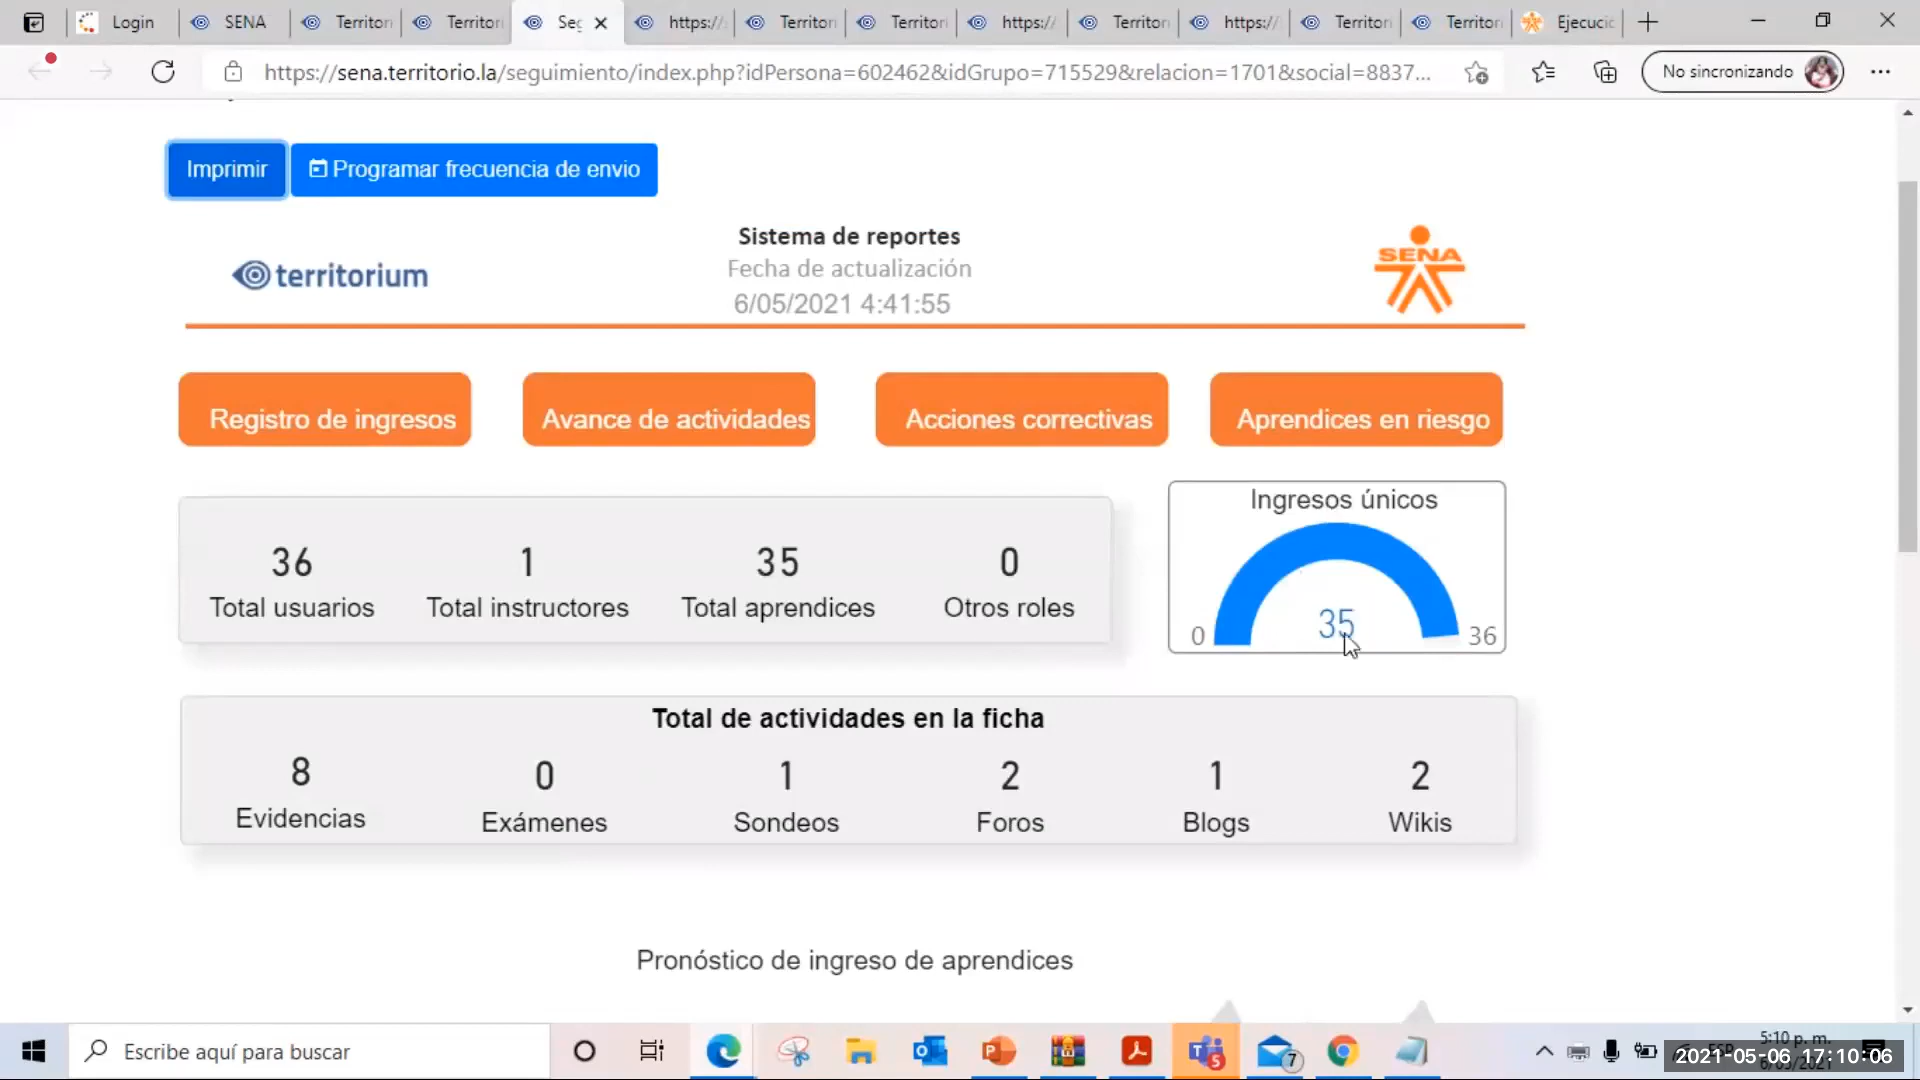 Login
SENA
Territori
Territori
Seg
https://
Territori
Territori
https://
Territori
https://
Territori
Territori
Ejecució
https://sena.territorio.la/seguimiento/index.php?idPersona=602462&idGrupo=715529&relacion=1701&social=8837...
No sincronizando
Imprimir
Programar frecuencia de envio
territorium
Sistema de reportes
Fecha de actualización
6/05/2021 4:41:55
SENA
Registro de ingresos
Avance de actividades
Acciones correctivas
Aprendices en riesgo
36
Total usuarios
1
Total instructores
35
Total aprendices
0
Otros roles
Ingresos únicos
35
0
36
Total de actividades en la ficha
8
Evidencias
0
Exámenes
1
Sondeos
2
Foros
1
Blogs
2
Wikis
Pronóstico de ingreso de aprendices
Escribe aquí para buscar
5
7
5:10 p. m.
2021-05-06 17:10:06